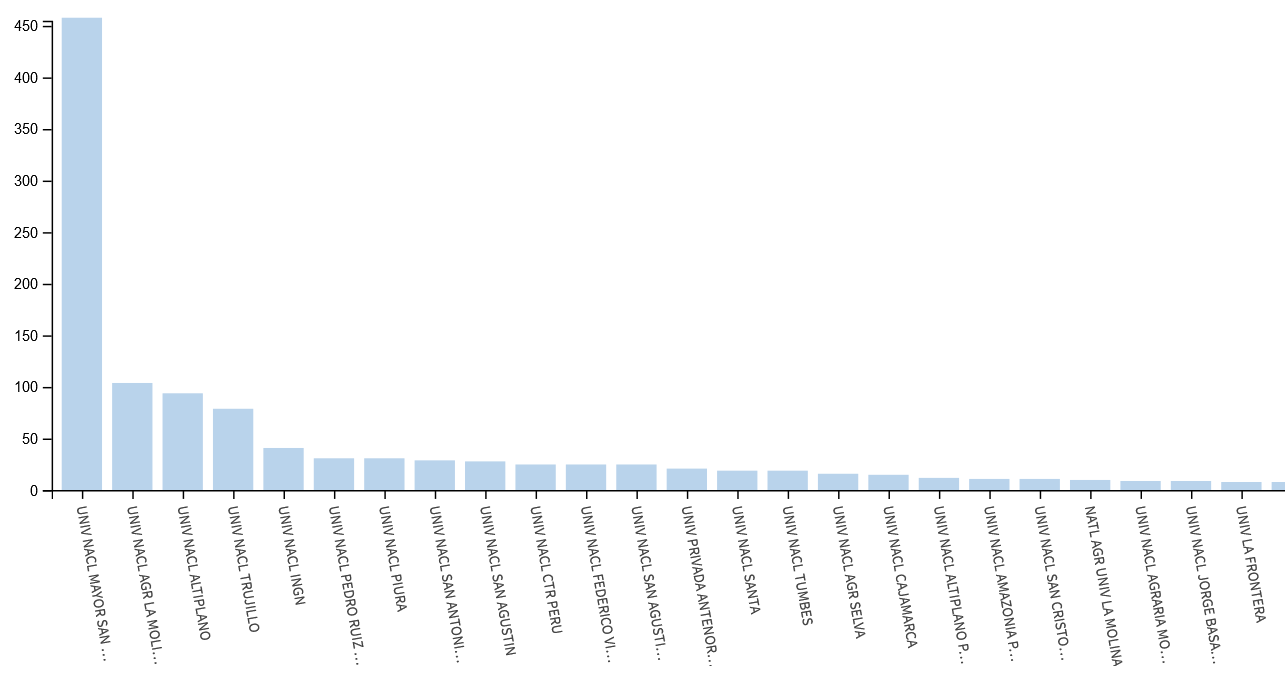 450
400
350
300
250
200
150
100
50
0
UNIV NACL MAYOR SAN ...
UNIV NACL AGR LA MOLI...
UNIV NACL ALTIPLANO
UNIV NACL TRUJILLO
UNIV NACL INGN
UNIV NACL PEDRO RUIZ ...
UNIV NACL PIURA
UNIV NACL SAN ANTONI...
UNIV NACL SAN AGUSTIN
UNIV NACL CTR PERU
UNIV NACL FEDERICO VI...
UNIV NACL SAN AGUSTI...
UNIV PRIVADA ANTENOR...
UNIV NACL SANTA
UNIV NACL TUMBES
UNIV NACL AGR SELVA
UNIV NACL CAJAMARCA
UNIV NACL ALTIPLANO P...
UNIV NACL AMAZONIA P...
UNIV NACL SAN CRISTO...
NATL AGR UNIV LA MOLINA
UNIV NACL AGRARIA MO...
UNIV NACL JORGE BASA...
UNIV LA FRONTERA